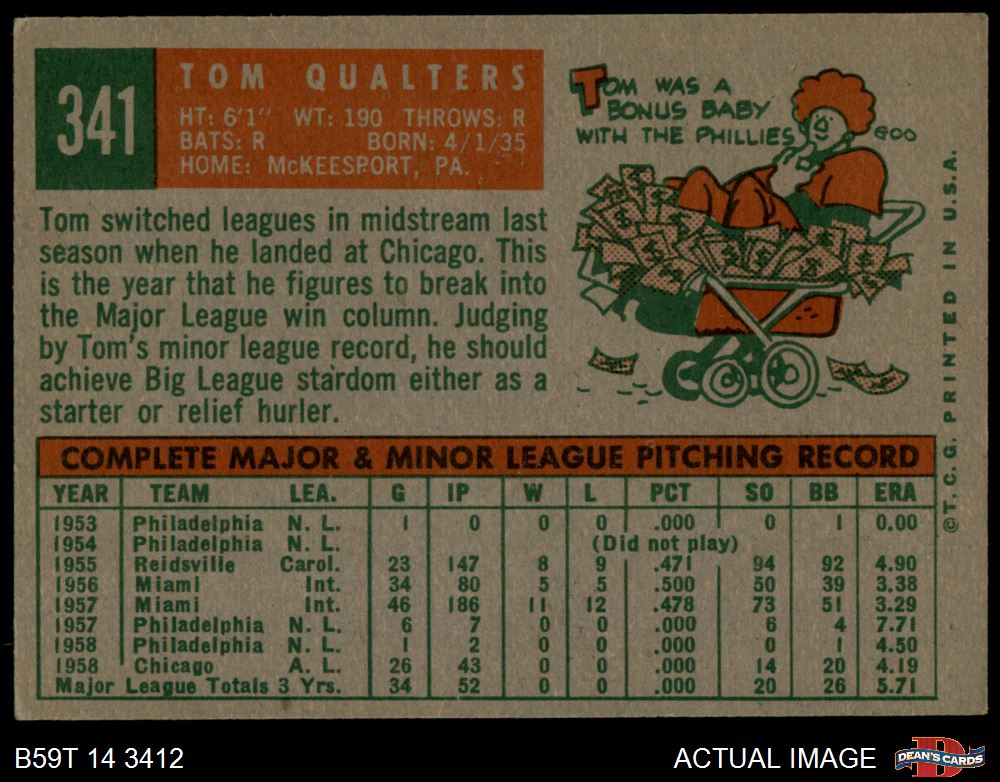 341
TOM QUALTERS
HT: 6'1" WT: 190 THROWS: R
BATS: R BORN: 4/1/35
HOME: McKEESPORT, PA.
TOM WAS A
BONUS BABY
WITH THE PHILLIES
GOO
Tom switched leagues in midstream last
season when he landed at Chicago. This
is the year that he figures to break into
the Major League win column. Judging
by Tom's minor league record, he should
achieve Big League stardom either as a
starter or relief hurler.
©T. C. G. PRINTED IN U.S.A.
COMPLETE MAJOR & MINOR LEAGUE PITCHING RECORD
YEAR TEAM LEA. G IP W L PCT SO BB ERA
1953 Philadelphia N. L. 1 0 0 0 .000 0 1 0.00
1954 Philadelphia N. L. (Did not play)
1955 Reidsville Carol. 23 147 8 9 .471 94 92 4.90
1956 Miami Int. 34 80 5 5 .500 50 39 3.38
1957 Miami Int. 46 186 11 12 .478 73 51 3.29
1957 Philadelphia N. L. 6 7 0 0 .000 6 4 7.71
1958 Philadelphia N. L. 1 2 0 0 .000 0 1 4.50
1958 Chicago A. L. 26 43 0 0 .000 14 20 4.19
Major League Totals 3 Yrs. 34 52 0 0 .000 20 26 5.71
B59T 14 3412
ACTUAL IMAGE
D
DEAN'S CARDS